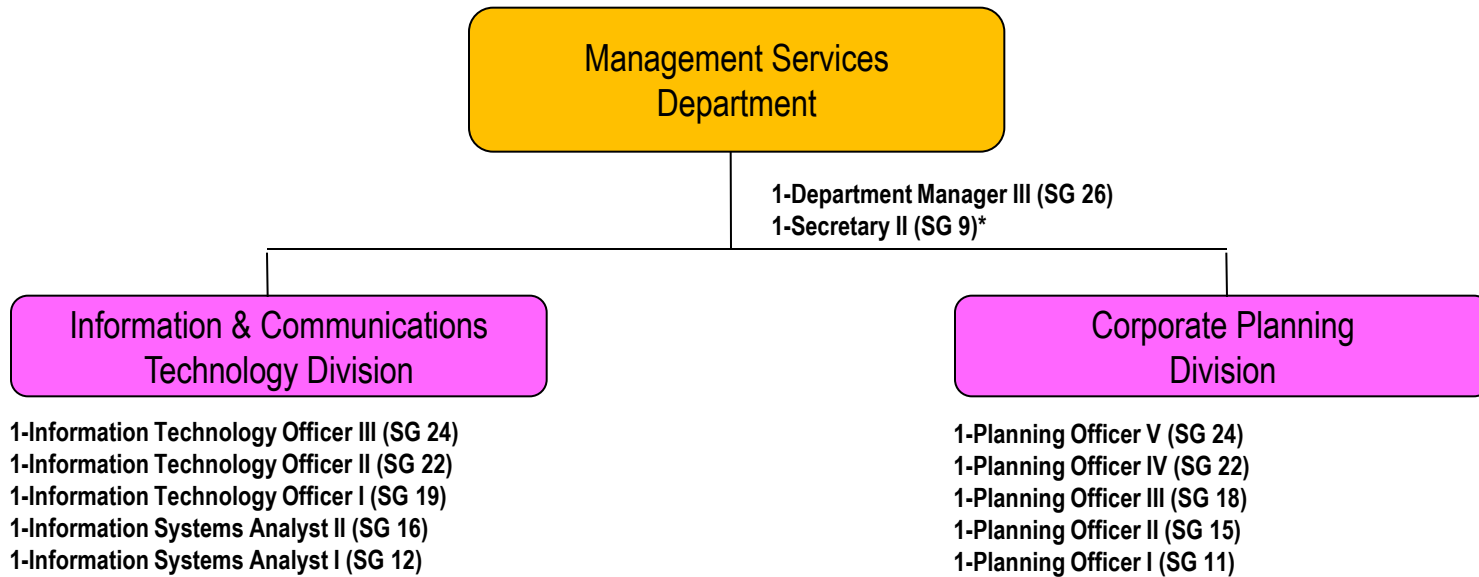 Management Services
Department
1-Department Manager III (SG 26)
1-Secretary II (SG 9)*
Information & Communications
Technology Division
1-Information Technology Officer III (SG 24)
1-Information Technology Officer II (SG 22)
1-Information Technology Officer I (SG 19)
1-Information Systems Analyst II (SG 16)
1-Information Systems Analyst I (SG 12)
Corporate Planning
Division
1-Planning Officer V (SG 24)
1-Planning Officer IV (SG 22)
1-Planning Officer III (SG 18)
1-Planning Officer II (SG 15)
1-Planning Officer I (SG 11)